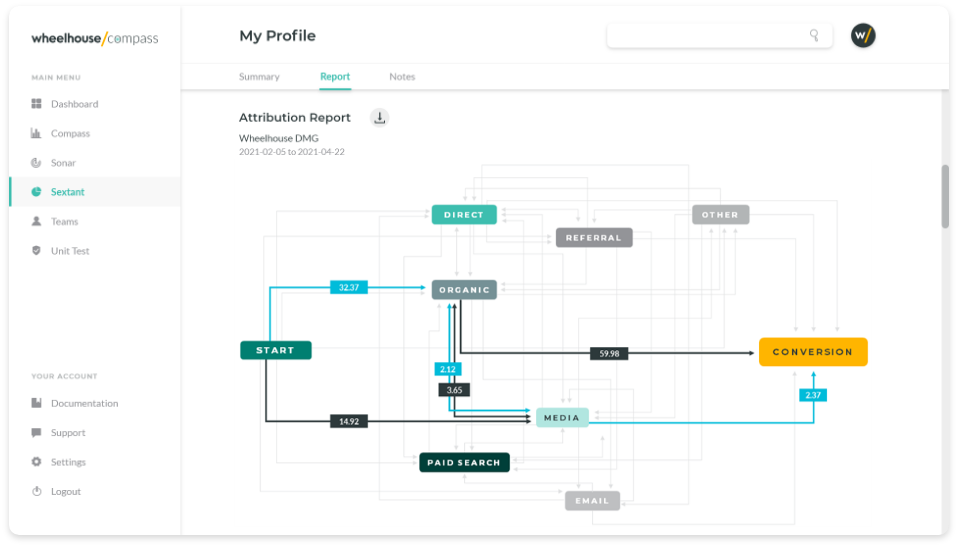 wheelhouse/compass
MAIN MENU
Dashboard
Compass
Sonar
Sextant
Teams
Unit Test
YOUR ACCOUNT
Documentation
Support
Settings
Logout
My Profile
w/
Summary Report Notes
Attribution Report
Wheelhouse DMG
2021-02-05 to 2021-04-22
DIRECT
OTHER
REFERRAL
32.37
ORGANIC
START
59.98
CONVERSION
2.12
3.65
2.37
14.92
MEDIA
PAID SEARCH
EMAIL